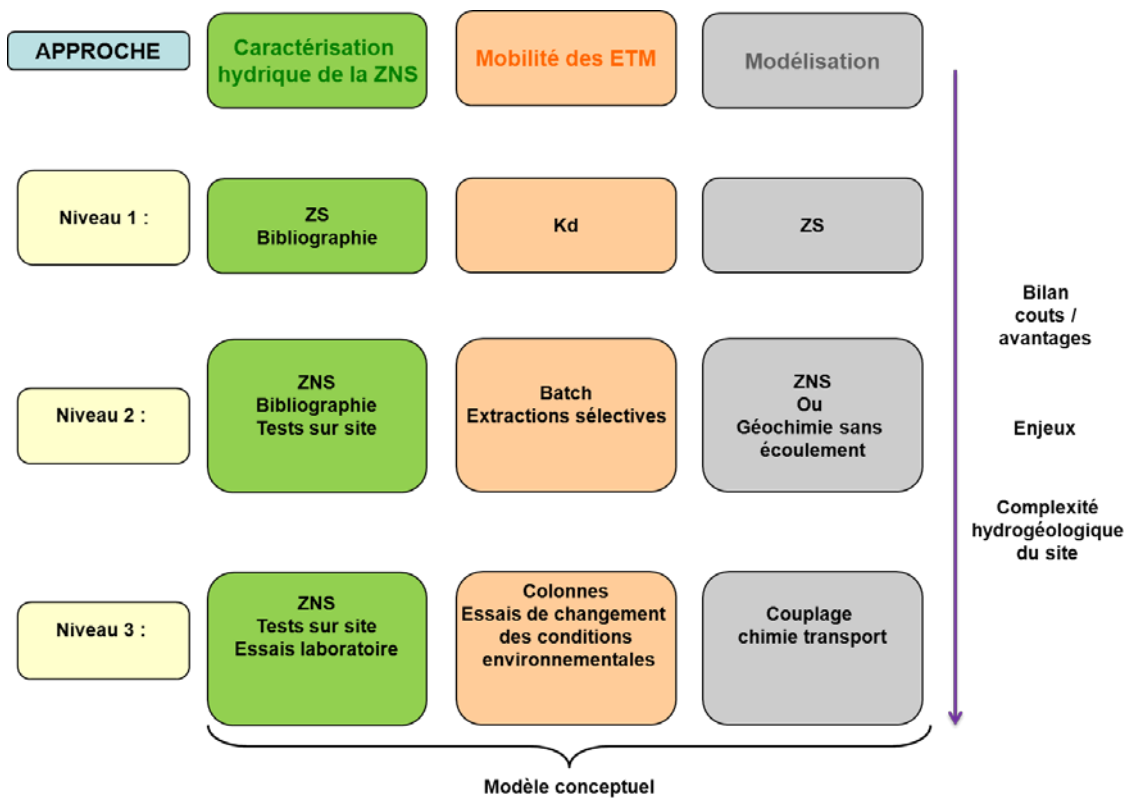 APPROCHE
Caractérisation
hydrique de la ZNS
Mobilité des ETM
Modélisation
Niveau 1 :
ZS
Bibliographie
Kd
ZS
Niveau 2 :
ZNS
Bibliographie
Tests sur site
Batch
Extractions sélectives
ZNS
Ou
Géochimie sans
écoulement
Niveau 3 :
ZNS
Tests sur site
Essais laboratoire
Colonnes
Essais de changement
des conditions
environnementales
Couplage
chimie transport
Bilan
couts /
avantages
Enjeux
Complexité
hydrogéologique
du site
Modèle conceptuel